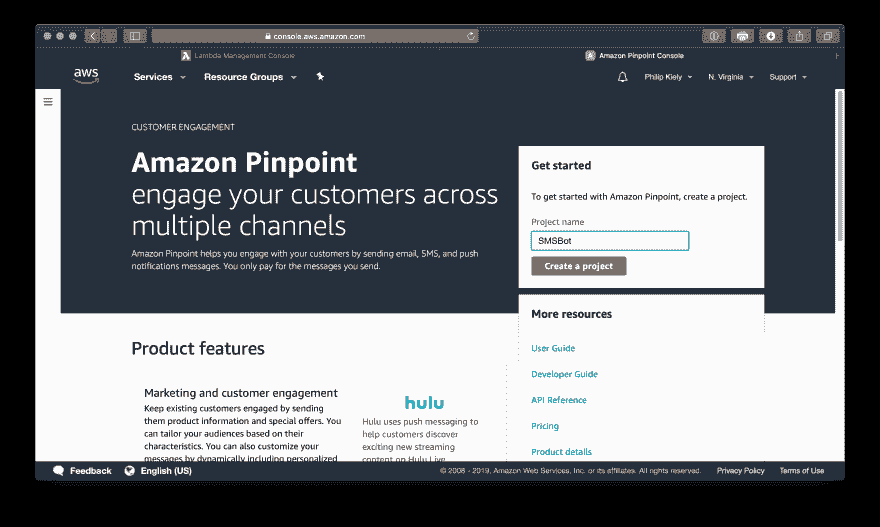 console.aws.amazon.com
Lambda Management Console
Amazon Pinpoint Console
aws
Services
Resource Groups
Philip Kiely
N. Virginia
Support
CUSTOMER ENGAGEMENT
Amazon Pinpoint
engage your customers across
multiple channels
Amazon Pinpoint helps you engage with your customers by sending email, SMS, and push
notifications messages. You only pay for the messages you send.
Get started
To get started with Amazon Pinpoint, create a project.
Project name
SMSBot
Create a project
More resources
User Guide
Developer Guide
API Reference
Pricing
Product details
Product features
Marketing and customer engagement
Keep existing customers engaged by sending
them product information and special offers. You
can tailor your audiences based on their
characteristics. You can also customize your
messages by dynamically including personalized
hulu
Hulu uses push messaging to
help customers discover
exciting new streaming
content on Hulu Live
Feedback
English (US)
© 2008 - 2019, Amazon Web Services, Inc. or its affiliates. All rights reserved.
Privacy Policy
Terms of Use